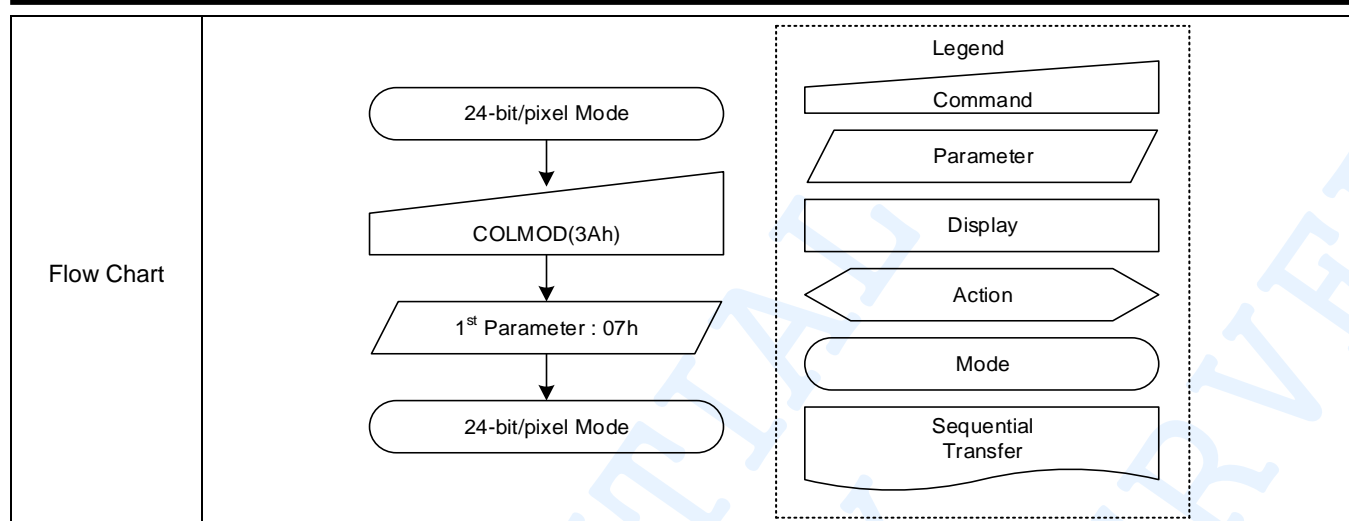 Flow Chart
24-bit/pixel Mode
COLMOD(3Ah)
1st Parameter : 07h
24-bit/pixel Mode
Legend
Command
Parameter
Display
Action
Mode
Sequential
Transfer